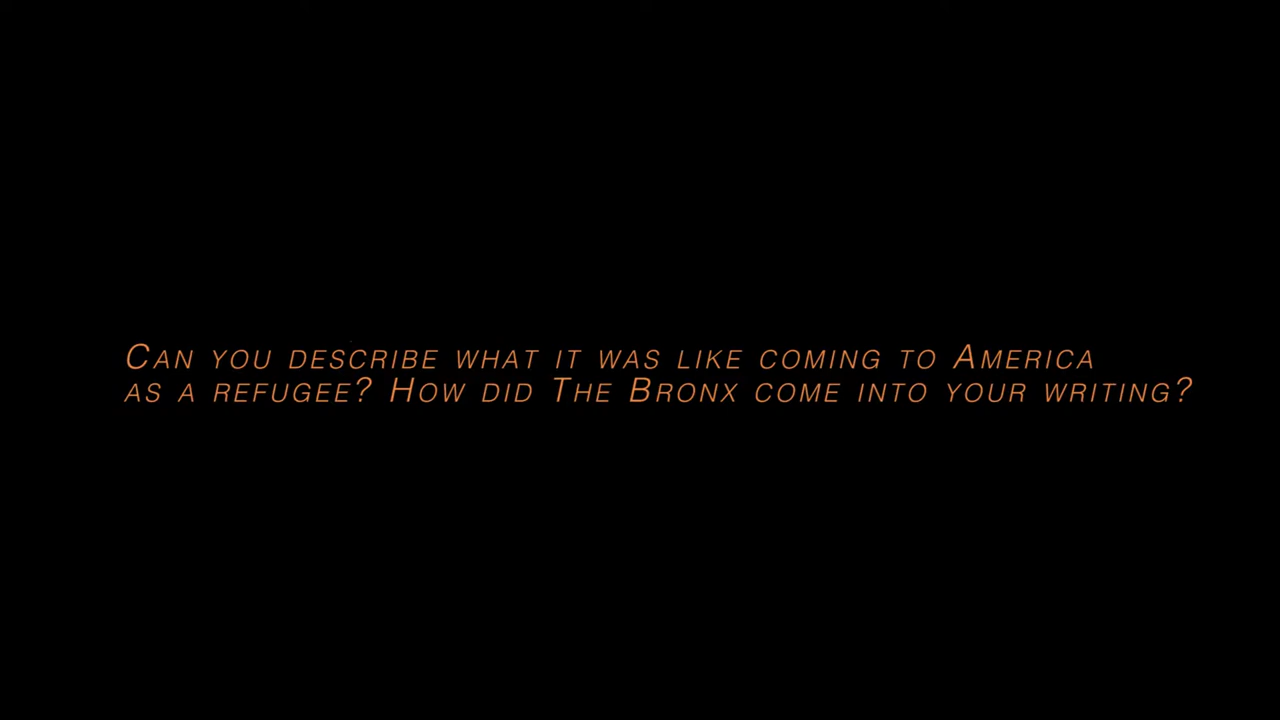 Can you describe what it was like coming to America
as a refugee? How did The Bronx come into your writing?